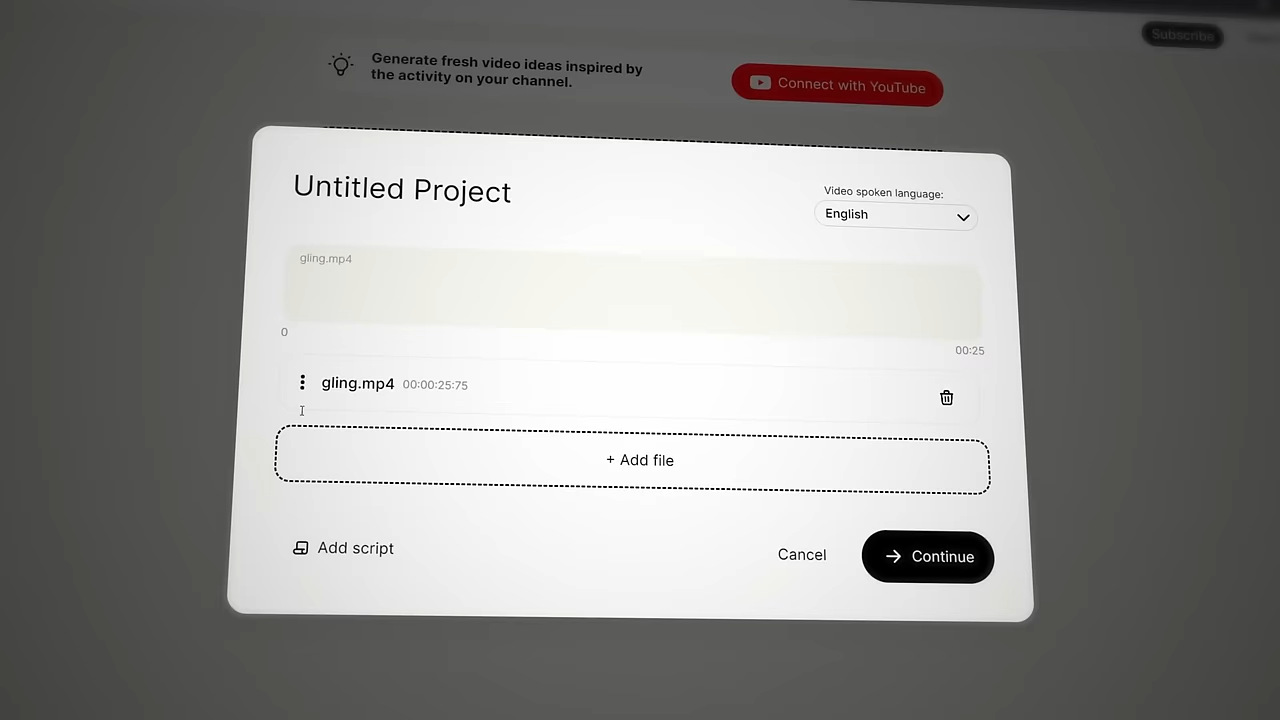 Subscribe
Generate fresh video ideas inspired by
the activity on your channel.
Connect with YouTube
Untitled Project
Video spoken language:
English
gling.mp4
0
00:25
gling.mp4 00:00:25:75
+ Add file
Add script
Cancel
Continue